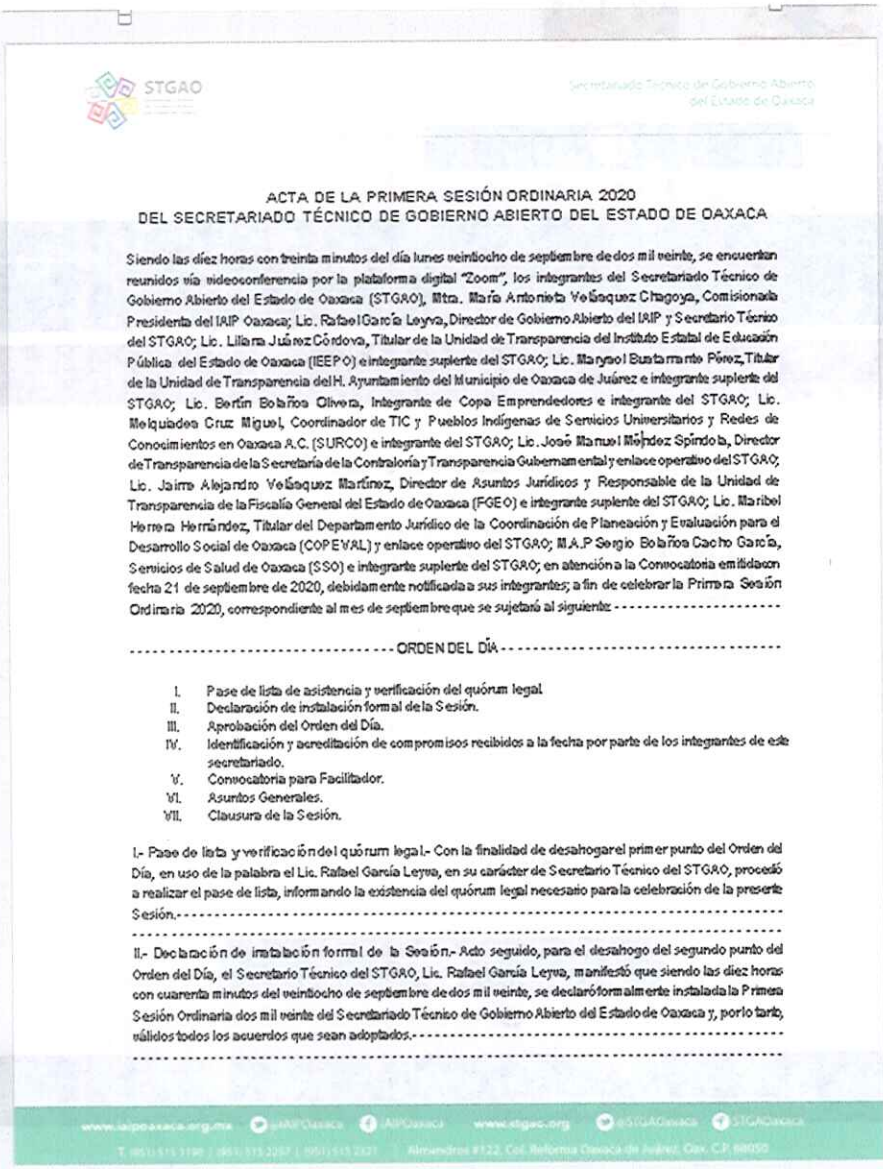 STGAO
Secretariado Técnico de Gobierno Abierto
del Estado de Oaxaca
ACTA DE LA PRIMERA SESIÓN ORDINARIA 2020
DEL SECRETARIADO TÉCNICO DE GOBIERNO ABIERTO DEL ESTADO DE OAXACA
Siendo las diez horas con treinta minutos del día lunes veintiocho de septiembre de dos mil veinte, se encuentran
reunidos vía videoconferencia por la plataforma digital "Zoom", los integrantes del Secretariado Técnico de
Gobierno Abierto del Estado de Oaxaca (STGAO), Mtra. María Antonieta Velásquez Chagoya, Comisionada
Presidenta del IAIP Oaxaca; Lic. Rafael García Leyva, Director de Gobierno Abierto del IAIP y Secretario Técnico
del STGAO; Lic. Liliana Juárez Córdova, Titular de la Unidad de Transparencia del Instituto Estatal de Educación
Pública del Estado de Oaxaca (IEEPO) e integrante suplente del STGAO; Lic. Marysol Bustamante Pérez, Titular
de la Unidad de Transparencia del H. Ayuntamiento del Municipio de Oaxaca de Juárez e integrante suplente del
STGAO; Lic. Bertín Bolaños Olivera, Integrante de Copa Emprendedores e integrante del STGAO; Lic.
Melquiades Cruz Miguel, Coordinador de TIC y Pueblos Indígenas de Servicios Universitarios y Redes de
Conocimientos en Oaxaca A.C. (SURCO) e integrante del STGAO; Lic. José Manuel Méndez Spíndola, Director
de Transparencia de la Secretaría de la Contraloría y Transparencia Gubernamental y enlace operativo del STGAO;
Lic. Jaime Alejandro Velásquez Martínez, Director de Asuntos Jurídicos y Responsable de la Unidad de
Transparencia de la Fiscalía General del Estado de Oaxaca (FGEO) e integrante suplente del STGAO; Lic. Maribel
Herrera Hernández, Titular del Departamento Jurídico de la Coordinación de Planeación y Evaluación para el
Desarrollo Social de Oaxaca (COPEVAL) y enlace operativo del STGAO; M.A.P Sergio Bolaños Cacho García,
Servicios de Salud de Oaxaca (SSO) e integrante suplente del STGAO; en atención a la Convocatoria emitida con
fecha 21 de septiembre de 2020, debidamente notificada a sus integrantes; a fin de celebrar la Primera Sesión
Ordinaria 2020, correspondiente al mes de septiembre que se sujetará al siguiente: - - - - - - - - - - - - - - - - - - - -
- - - - - - - - - - - - - - - - - - - - - - - - - - - - - - - - ORDEN DEL DÍA - - - - - - - - - - - - - - - - - - - - - - - - - - - - - - - - - -
I. Pase de lista de asistencia y verificación del quórum legal
II. Declaración de instalación formal de la Sesión.
III. Aprobación del Orden del Día.
IV. Identificación y acreditación de compromisos recibidos a la fecha por parte de los integrantes de este
secretariado.
V. Convocatoria para Facilitador.
VI. Asuntos Generales.
VII. Clausura de la Sesión.
I.- Pase de lista y verificación del quórum legal.- Con la finalidad de desahogar el primer punto del Orden del
Día, en uso de la palabra el Lic. Rafael García Leyva, en su carácter de Secretario Técnico del STGAO, procedió
a realizar el pase de lista, informando la existencia del quórum legal necesario para la celebración de la presente
Sesión.- - - - - - - - - - - - - - - - - - - - - - - - - - - - - - - - - - - - - - - - - - - - - - - - - - - - - - - - - - - - - - - - - - - - - - - -
- - - - - - - - - - - - - - - - - - - - - - - - - - - - - - - - - - - - - - - - - - - - - - - - - - - - - - - - - - - - - - - - - - - - - - - - - - - - - -
II.- Declaración de instalación formal de la Sesión.- Acto seguido, para el desahogo del segundo punto del
Orden del Día, el Secretario Técnico del STGAO, Lic. Rafael García Leyva, manifestó que siendo las diez horas
con cuarenta minutos del veintiocho de septiembre de dos mil veinte, se declaró formalmente instalada la Primera
Sesión Ordinaria dos mil veinte del Secretariado Técnico de Gobierno Abierto del Estado de Oaxaca y, por lo tanto,
válidos todos los acuerdos que sean adoptados.- - - - - - - - - - - - - - - - - - - - - - - - - - - - - - - - - - - - - - - - - - - -
- - - - - - - - - - - - - - - - - - - - - - - - - - - - - - - - - - - - - - - - - - - - - - - - - - - - - - - - - - - - - - - - - - - - - - - - - - - - - -
www.iaipoaxaca.org.mx @IAIPOaxaca IAIPOaxaca www.stgao.org @STGAOaxaca STGAOaxaca
Almendros #122, Col. Reforma Oaxaca de Juárez, Oax. C.P. 68050